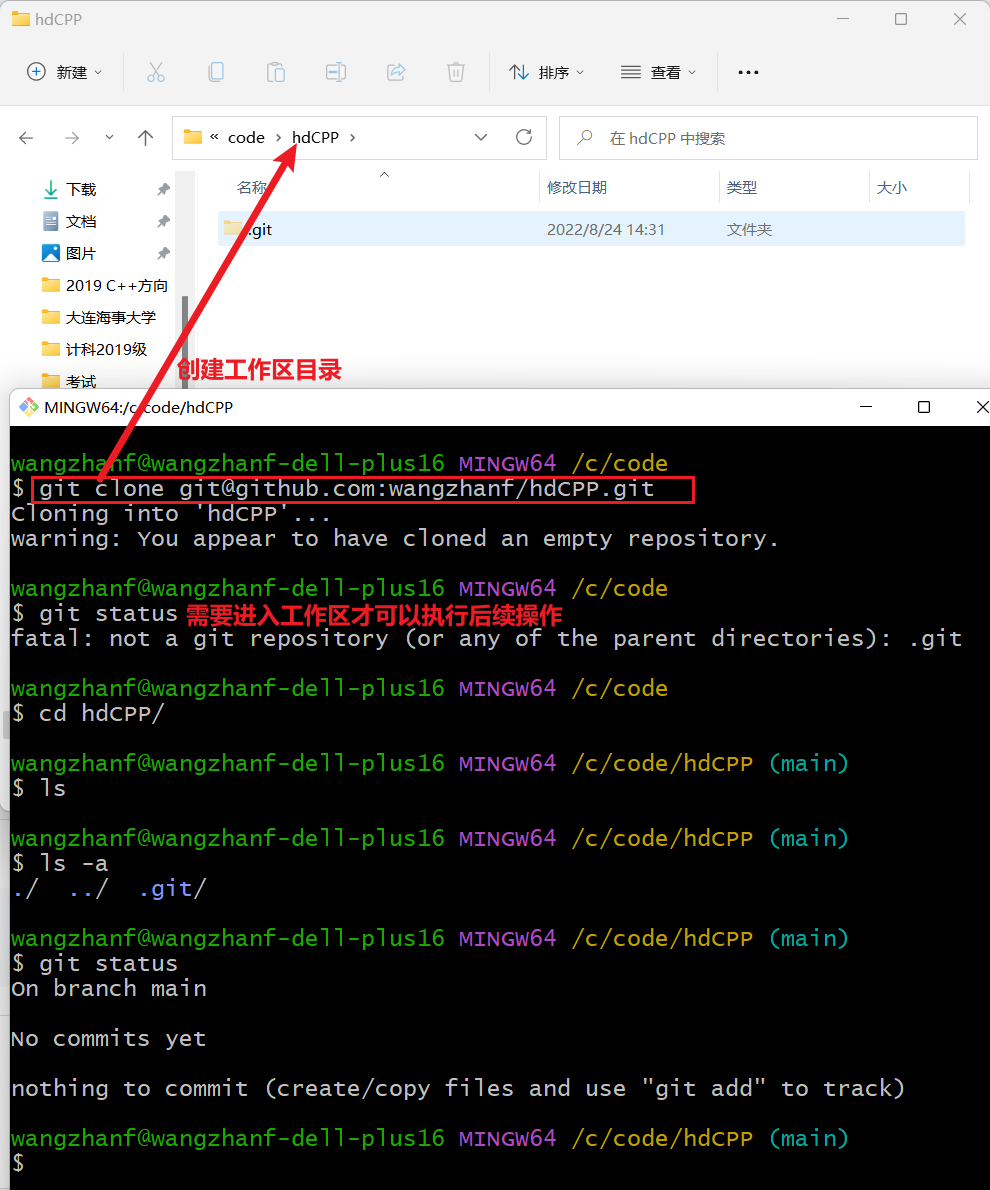 hdCPP
新建
排序
查看
« code › hdCPP ›
在 hdCPP 中搜索
名称 修改日期 类型 大小
.git 2022/8/24 14:31 文件夹
下载
文档
图片
2019 C++方向
大连海事大学
计科2019级
考试
创建工作区目录
MINGW64:/c/code/hdCPP
wangzhanf@wangzhanf-dell-plus16 MINGW64 /c/code
$ git clone git@github.com:wangzhanf/hdCPP.git
Cloning into 'hdCPP'...
warning: You appear to have cloned an empty repository.
wangzhanf@wangzhanf-dell-plus16 MINGW64 /c/code
$ git status 需要进入工作区才可以执行后续操作
fatal: not a git repository (or any of the parent directories): .git
wangzhanf@wangzhanf-dell-plus16 MINGW64 /c/code
$ cd hdCPP/
wangzhanf@wangzhanf-dell-plus16 MINGW64 /c/code/hdCPP (main)
$ ls
wangzhanf@wangzhanf-dell-plus16 MINGW64 /c/code/hdCPP (main)
$ ls -a
./ ../ .git/
wangzhanf@wangzhanf-dell-plus16 MINGW64 /c/code/hdCPP (main)
$ git status
On branch main
No commits yet
nothing to commit (create/copy files and use "git add" to track)
wangzhanf@wangzhanf-dell-plus16 MINGW64 /c/code/hdCPP (main)
$